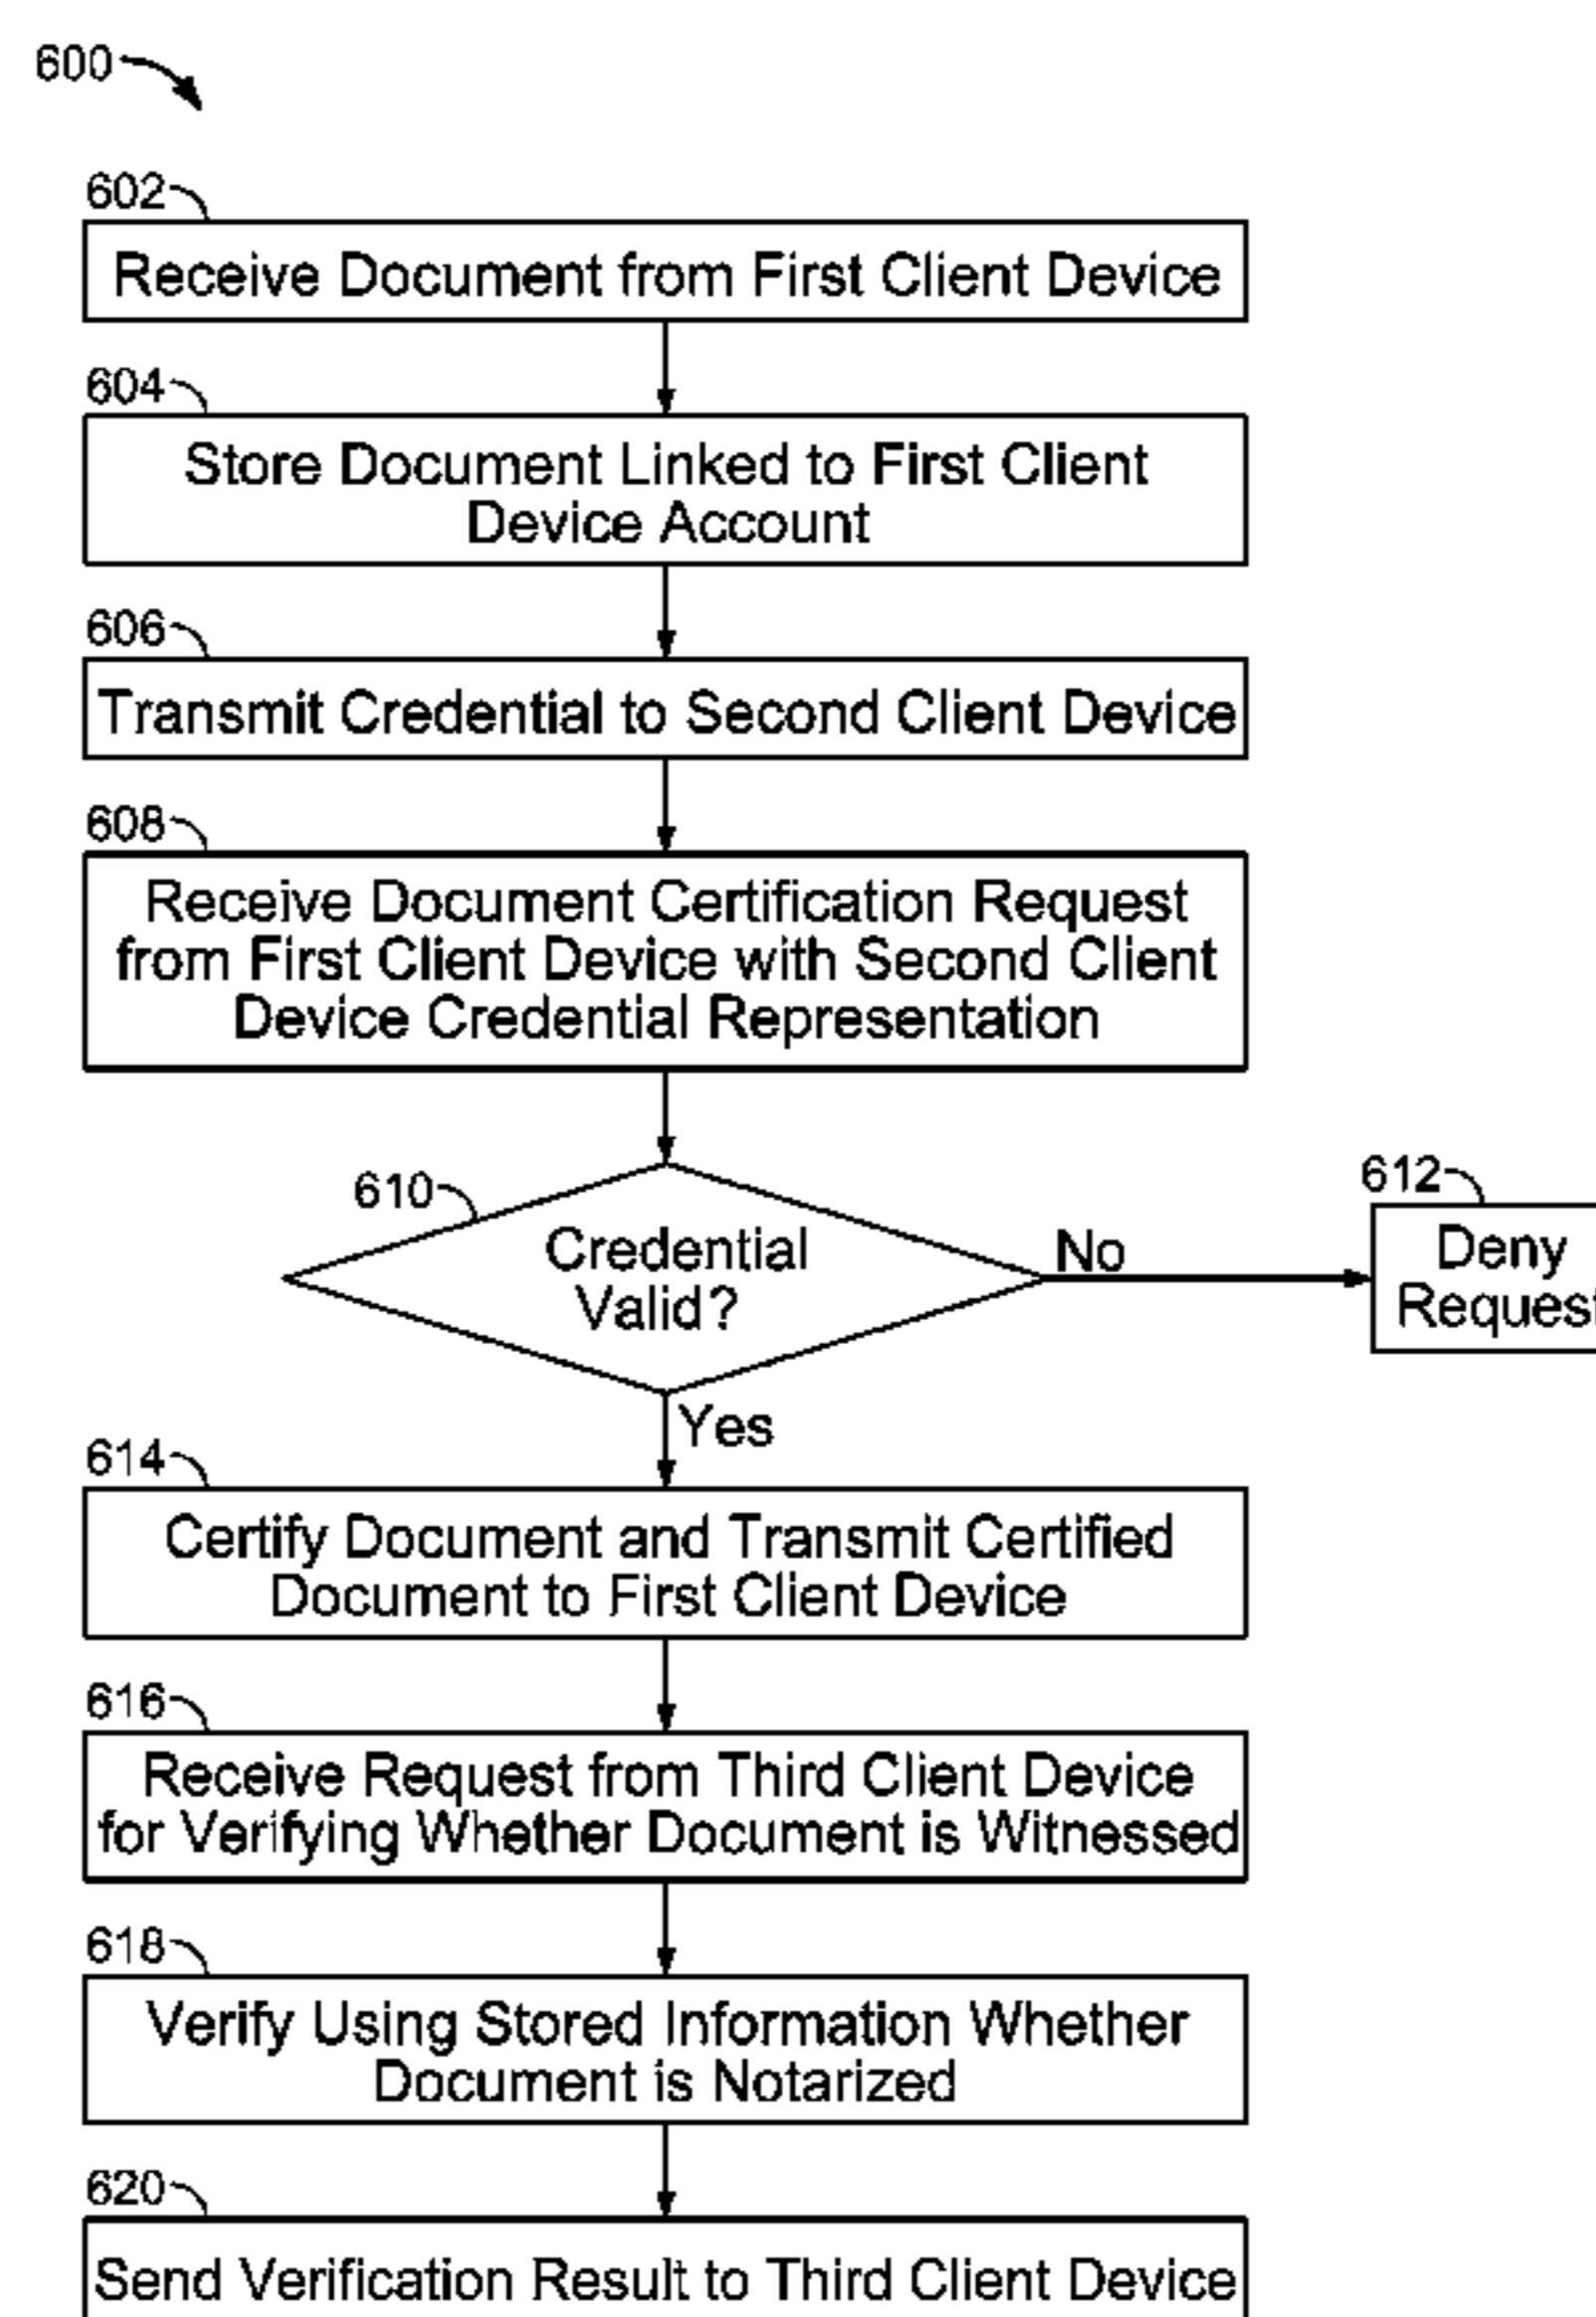 600
602
Receive Document from First Client Device
604
Store Document Linked to First Client
Device Account
606
Transmit Credential to Second Client Device
608
Receive Document Certification Request
from First Client Device with Second Client
Device Credential Representation
610
Credential
Valid?
No
612
Deny
Request
Yes
614
Certify Document and Transmit Certified
Document to First Client Device
616
Receive Request from Third Client Device
for Verifying Whether Document is Witnessed
618
Verify Using Stored Information Whether
Document is Notarized
620
Send Verification Result to Third Client Device